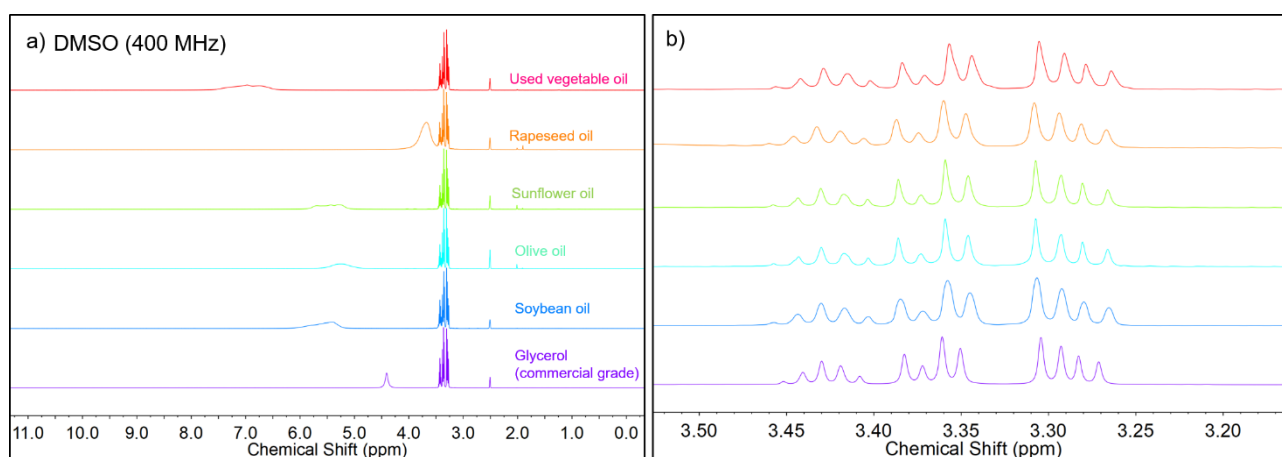 a) DMSO (400 MHz)
Used vegetable oil
Rapeseed oil
Sunflower oil
Olive oil
Soybean oil
Glycerol
(commercial grade)
11.0 10.0 9.0 8.0 7.0 6.0 5.0 4.0 3.0 2.0 1.0 0.0
Chemical Shift (ppm)
b)
3.50 3.45 3.40 3.35 3.30 3.25 3.20
Chemical Shift (ppm)